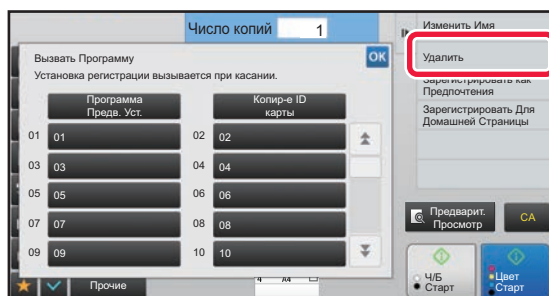 Число копий 1
Изменить Имя
Вызвать Программу
OK
Удалить
Установка регистрации вызывается при касании.
Зарегистрировать как
Предпочтения
Программа
Предв. Уст.
Копир-е ID
карты
Зарегистрировать Для
Домашней Страницы
01 01
02 02
03 03
04 04
05 05
06 06
07 07
08 08
09 09
10 10
Предварит.
Просмотр
CA
Прочие
A4
Ч/Б
Старт
Цвет
Старт